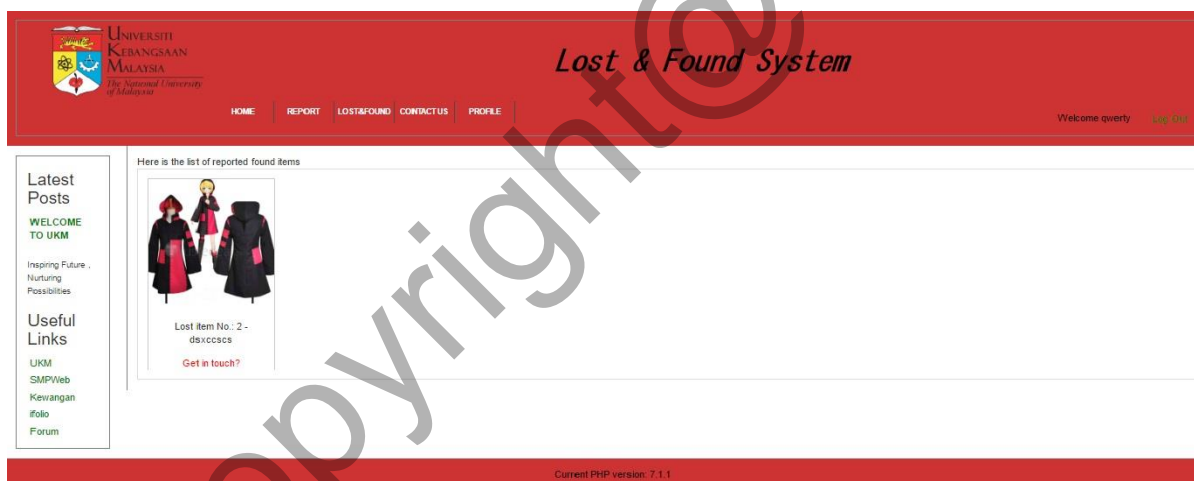 UNIVERSITI
KEBANGSAAN
MALAYSIA
The National University
of Malaysia
Lost & Found System
HOME REPORT LOST&FOUND CONTACT US PROFILE
Welcome qwerty Log Out
Latest
Posts
WELCOME
TO UKM
Inspiring Future ,
Nurturing
Possibilities
Useful
Links
UKM
SMPWeb
Kewangan
ifolio
Forum
Here is the list of reported found items
Lost item No.: 2 -
dsxccscs
Get in touch?
Current PHP version: 7.1.1
opyright@